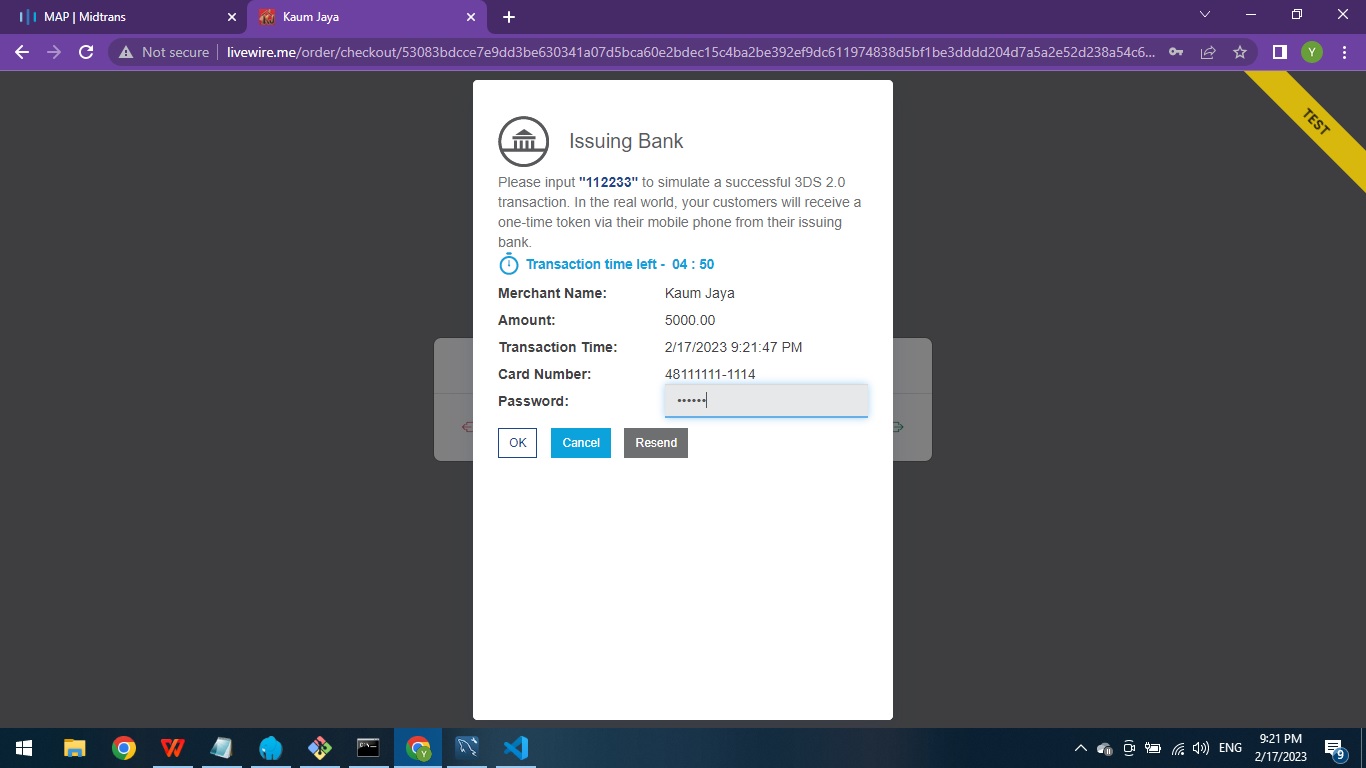 MAP | Midtrans
Kaum Jaya
Not secure
livewire.me/order/checkout/53083bdcce7e9dd3be630341a07d5bca60e2bdec15c4ba2be392ef9dc611974838d5bf1be3dddd204d7a5a2e52d238a54c6...
Y
TEST
Issuing Bank
Please input "112233" to simulate a successful 3DS 2.0
transaction. In the real world, your customers will receive a
one-time token via their mobile phone from their issuing
bank.
Transaction time left - 04 : 50
Merchant Name: Kaum Jaya
Amount: 5000.00
Transaction Time: 2/17/2023 9:21:47 PM
Card Number: 48111111-1114
Password: ••••••
OK Cancel Resend
ENG
9:21 PM
2/17/2023
9